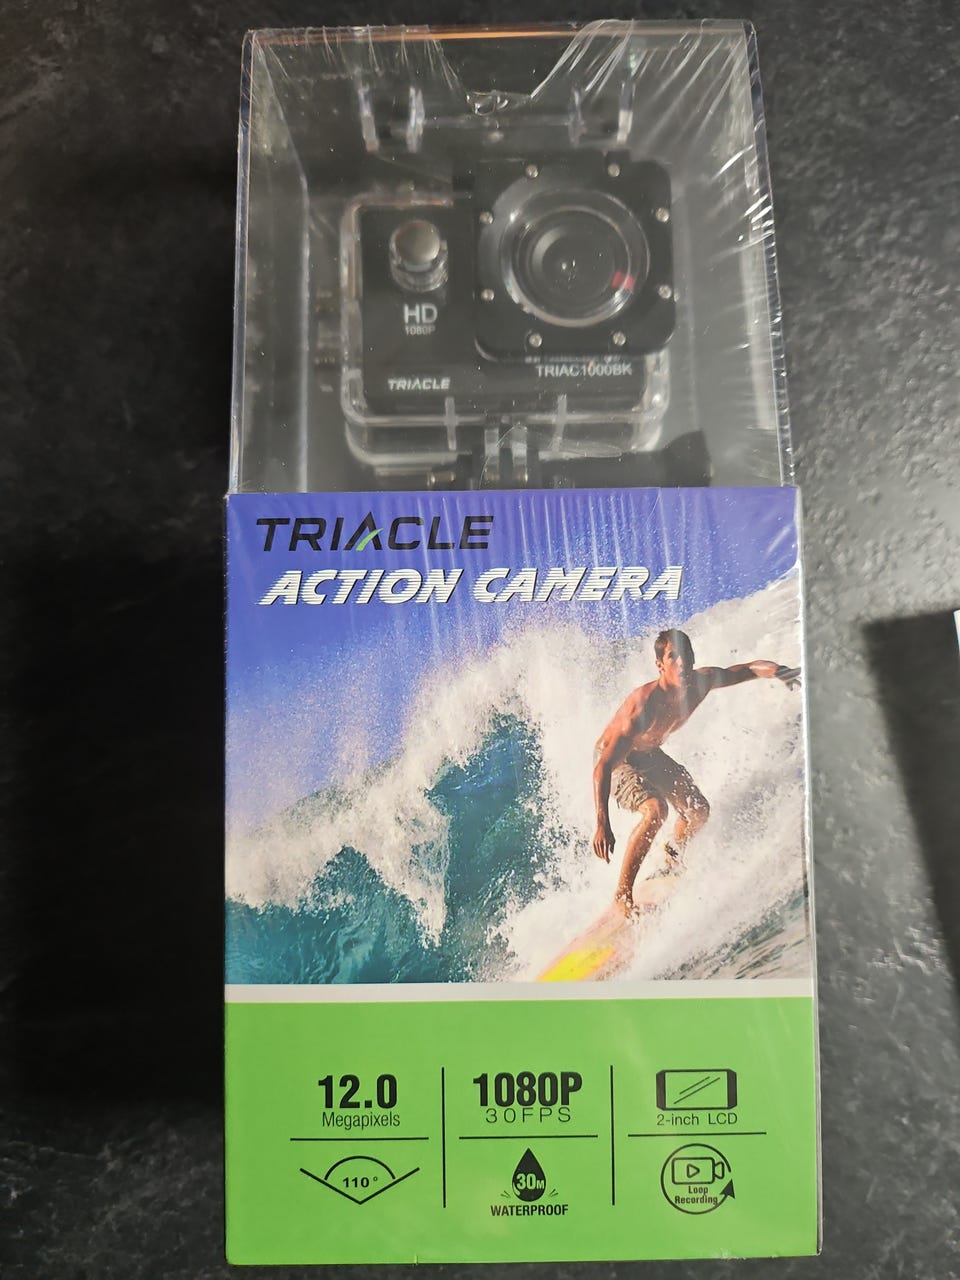 HD
1080P
TRIACLE
TRIAC1000BK
TRIACLE
ACTION CAMERA
12.0
Megapixels
110°
1080P
30FPS
30M
WATERPROOF
2-inch LCD
Loop
Recording